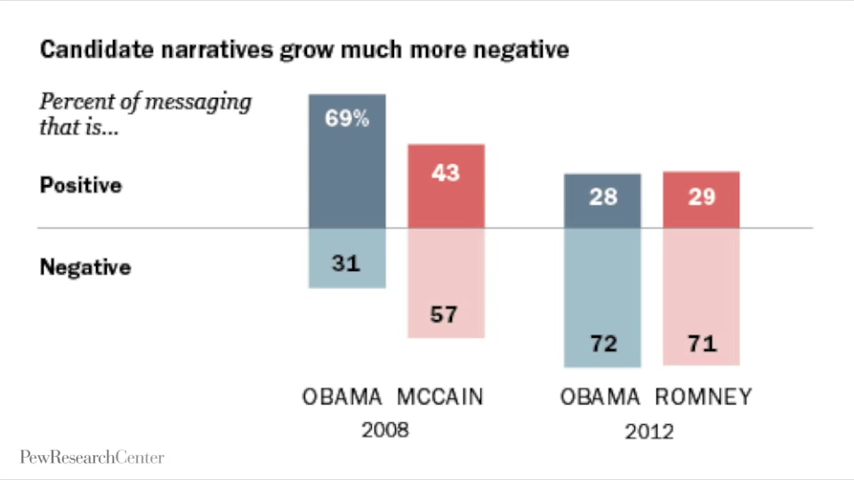 Candidate narratives grow much more negative
Percent of messaging
that is...
Positive
69%
43
28
29
Negative
31
57
72
71
OBAMA MCCAIN
OBAMA ROMNEY
2008
2012
PewResearchCenter